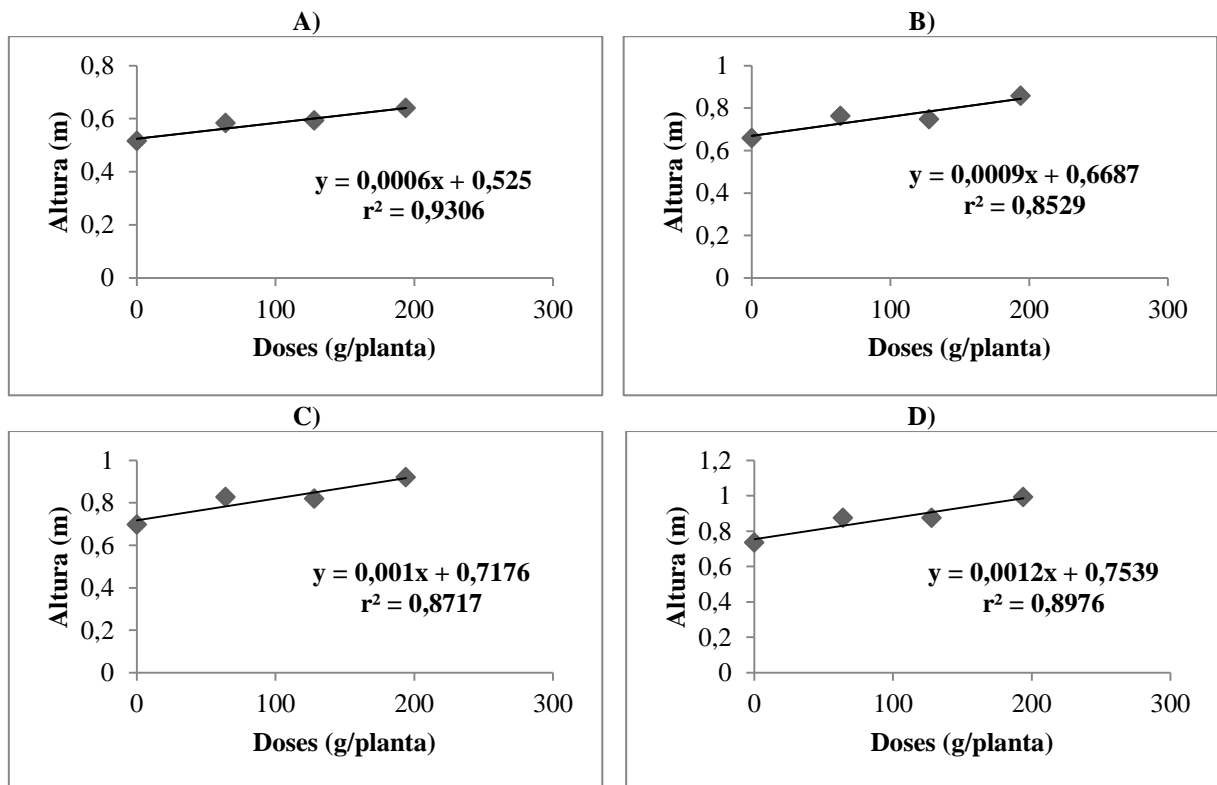 A)
0,8
0,6
0,4
0,2
0
Altura (m)
y = 0,0006x + 0,525
r² = 0,9306
0 100 200 300
Doses (g/planta)
B)
1
0,8
0,6
0,4
0,2
0
Altura (m)
y = 0,0009x + 0,6687
r² = 0,8529
0 100 200 300
Doses (g/planta)
C)
1
0,8
0,6
0,4
0,2
0
Altura (m)
y = 0,001x + 0,7176
r² = 0,8717
0 100 200 300
Doses (g/planta)
D)
1,2
1
0,8
0,6
0,4
0,2
0
Altura (m)
y = 0,0012x + 0,7539
r² = 0,8976
0 100 200 300
Doses (g/planta)